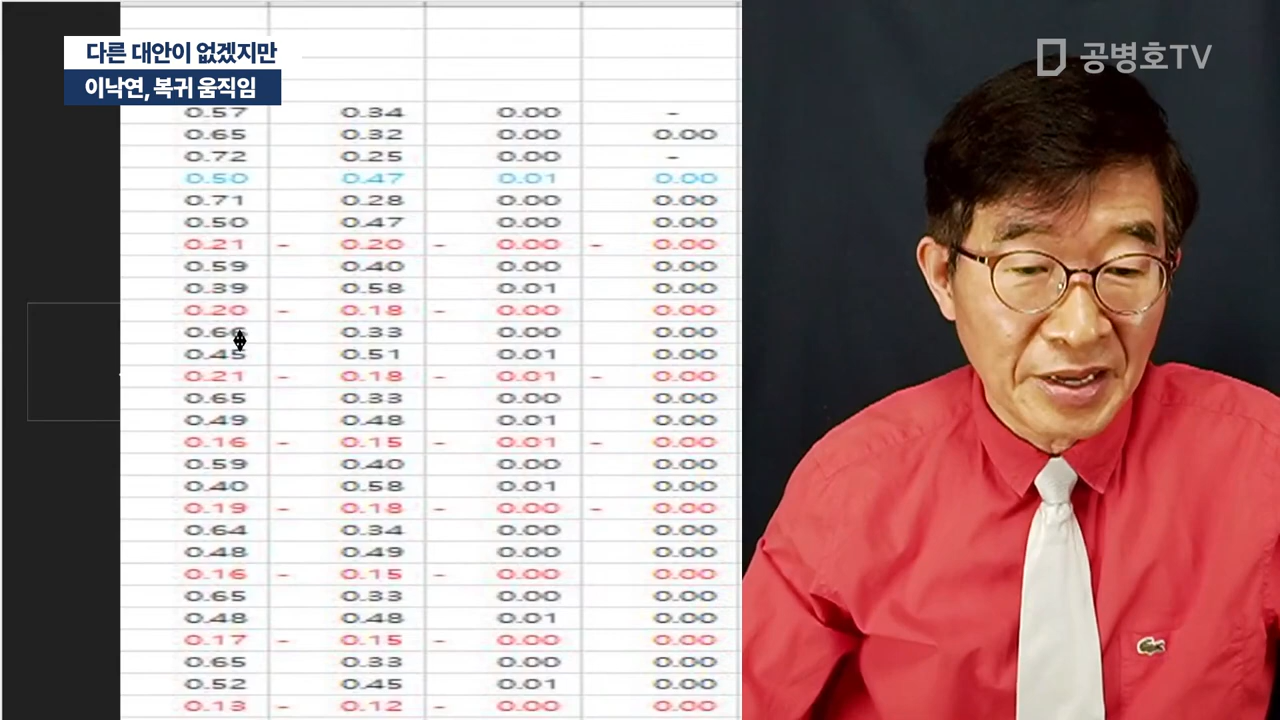 다른 대안이 없겠지만
이낙연, 복귀 움직임
공병호TV
0.57 0.34 0.00 -
0.65 0.32 0.00 0.00
0.72 0.25 0.00 -
0.50 0.47 0.01 0.00
0.71 0.28 0.00 0.00
0.50 0.47 0.00 0.00
0.21 - 0.20 - 0.00 - 0.00
0.59 0.40 0.00 0.00
0.39 0.58 0.01 0.00
0.20 - 0.18 - 0.00 0.00
0.66 0.33 0.00 0.00
0.45 0.51 0.01 0.00
0.21 - 0.18 - 0.01 - 0.00
0.65 0.33 0.00 0.00
0.49 0.48 0.01 0.00
0.16 - 0.15 - 0.01 - 0.00
0.59 0.40 0.00 0.00
0.40 0.58 0.01 0.00
0.19 - 0.18 - 0.00 - 0.00
0.64 0.34 0.00 0.00
0.48 0.49 0.00 0.00
0.16 - 0.15 - 0.00 0.00
0.65 0.33 0.00 0.00
0.48 0.48 0.01 0.00
0.17 - 0.15 - 0.00 0.00
0.65 0.33 0.00 0.00
0.52 0.45 0.01 0.00
0.13 - 0.12 - 0.00 0.00